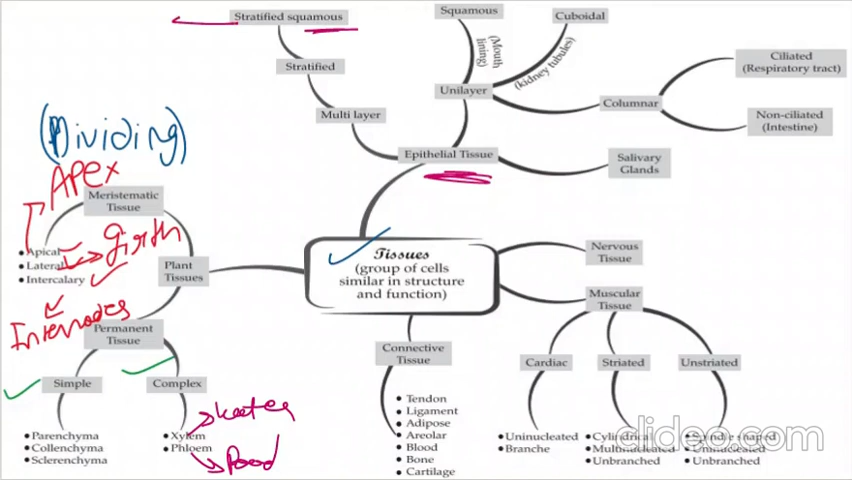 Stratified squamous
Stratified
Multi layer
Squamous
(Mouth
lining)
Cuboidal
(kidney tubules)
Unilayer
Columnar
Ciliated
(Respiratory tract)
Non-ciliated
(Intestine)
Epithelial Tissue
Salivary
Glands
(Dividing)
Apex
Meristematic
Tissue
• Apical
• Lateral
• Intercalary
Girth
Plant
Tissues
Internodes
Permanent
Tissue
Simple
Complex
• Parenchyma
• Collenchyma
• Sclerenchyma
• Xylem
• Phloem
Food
Tissues
(group of cells
similar in structure
and function)
Nervous
Tissue
Muscular
Tissue
Connective
Tissue
• Tendon
• Ligament
• Adipose
• Areolar
• Blood
• Bone
• Cartilage
Cardiac
Striated
Unstriated
• Uninucleated
• Branche
• Cylindrical
• Multinucleated
• Unbranched
• Spindle shaped
• Uninucleated
• Unbranched
clideo.com